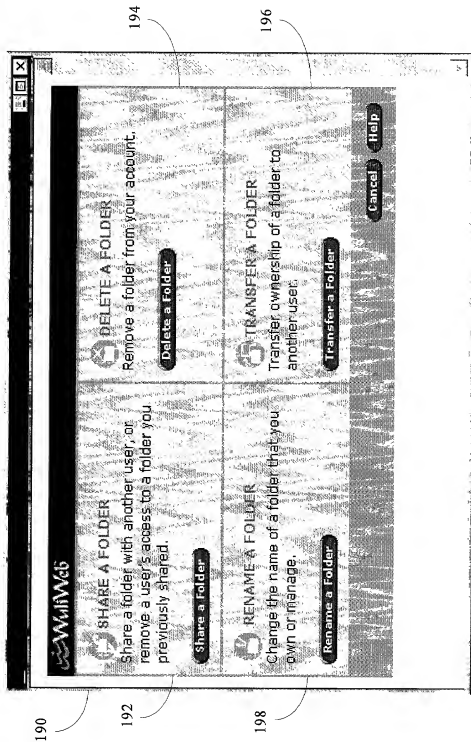 190
192
194
196
198
WallWeb
SHARE A FOLDER
Share a folder with another user, or
remove a user's access to a folder you
previously shared.
Share a Folder
DELETE A FOLDER
Remove a folder from your account.
Delete a Folder
RENAME A FOLDER
Change the name of a folder that you
own or manage.
Rename a Folder
TRANSFER A FOLDER
Transfer ownership of a folder to
another user.
Transfer a Folder
Cancel
Help